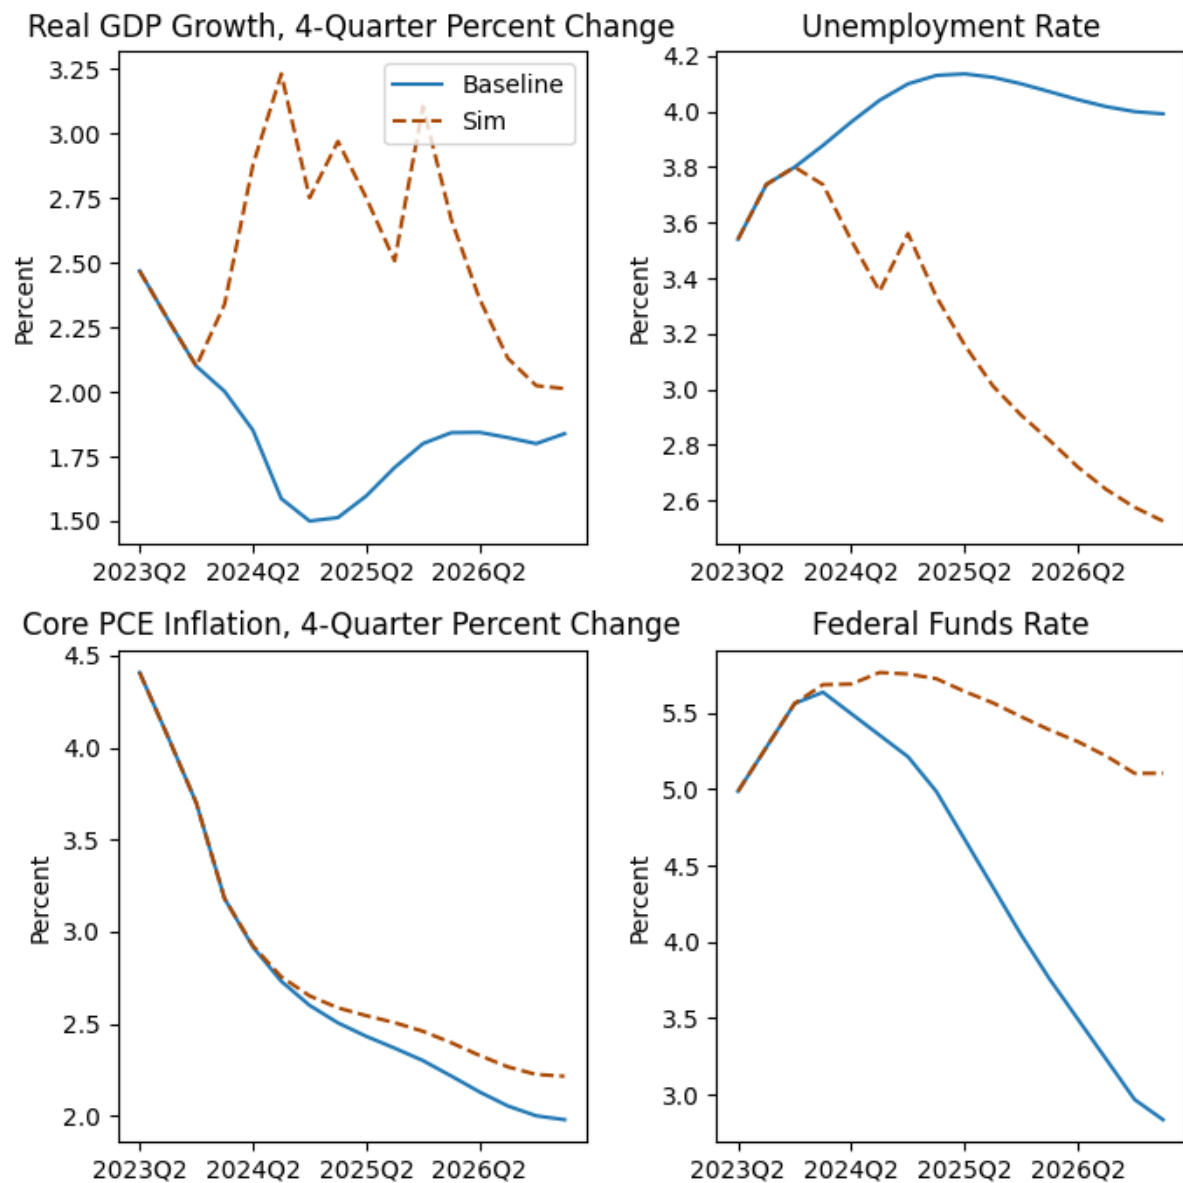 Real GDP Growth, 4-Quarter Percent Change
Baseline
Sim
Percent
3.25
3.00
2.75
2.50
2.25
2.00
1.75
1.50
2023Q2 2024Q2 2025Q2 2026Q2
Unemployment Rate
Percent
4.2
4.0
3.8
3.6
3.4
3.2
3.0
2.8
2.6
2023Q2 2024Q2 2025Q2 2026Q2
Core PCE Inflation, 4-Quarter Percent Change
Percent
4.5
4.0
3.5
3.0
2.5
2.0
2023Q2 2024Q2 2025Q2 2026Q2
Federal Funds Rate
Percent
5.5
5.0
4.5
4.0
3.5
3.0
2023Q2 2024Q2 2025Q2 2026Q2